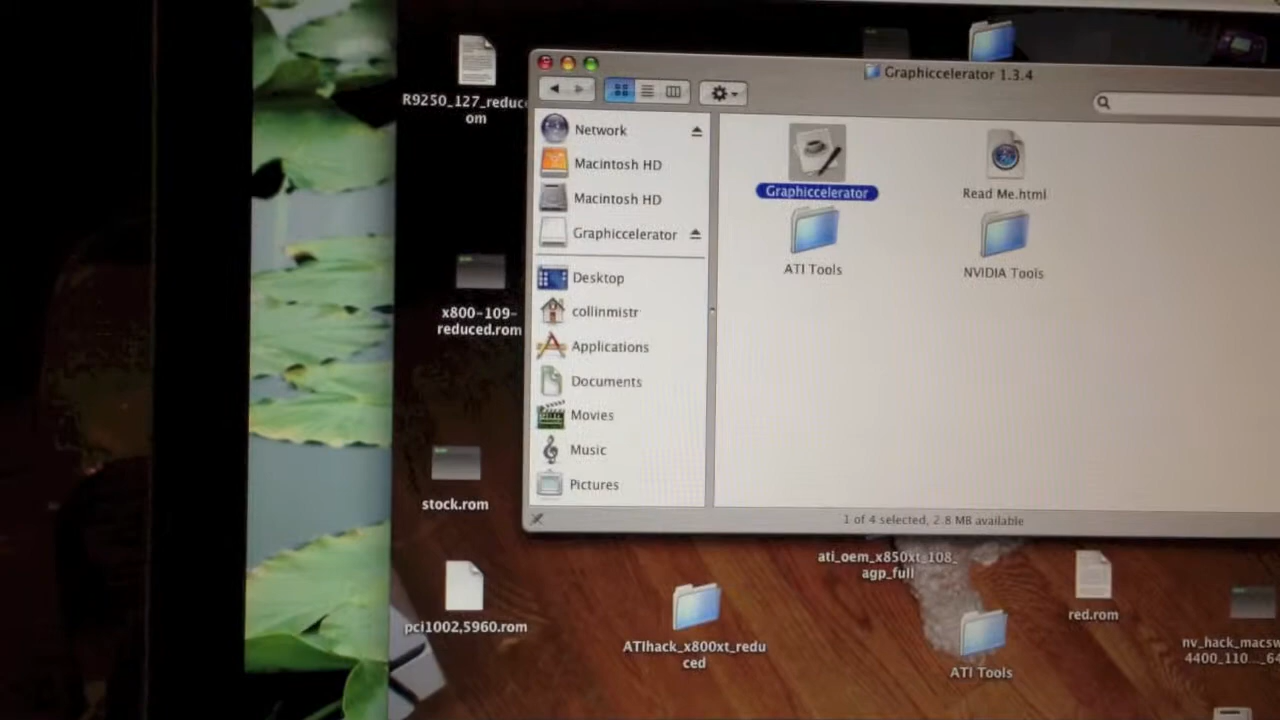 R9250_127_reduc
om
Graphiccelerator 1.3.4
Network
Macintosh HD
Macintosh HD
Graphiccelerator
Desktop
collinmistr
Applications
Documents
Movies
Music
Pictures
Graphiccelerator
Read Me.html
ATI Tools
NVIDIA Tools
1 of 4 selected, 2.8 MB available
x800-109-
reduced.rom
stock.rom
pci1002,5960.rom
ATIhack_x800xt_redu
ced
ati_oem_x850xt_108_
agp_full
ATI Tools
red.rom
nv_hack_macsw
4400_110..._64